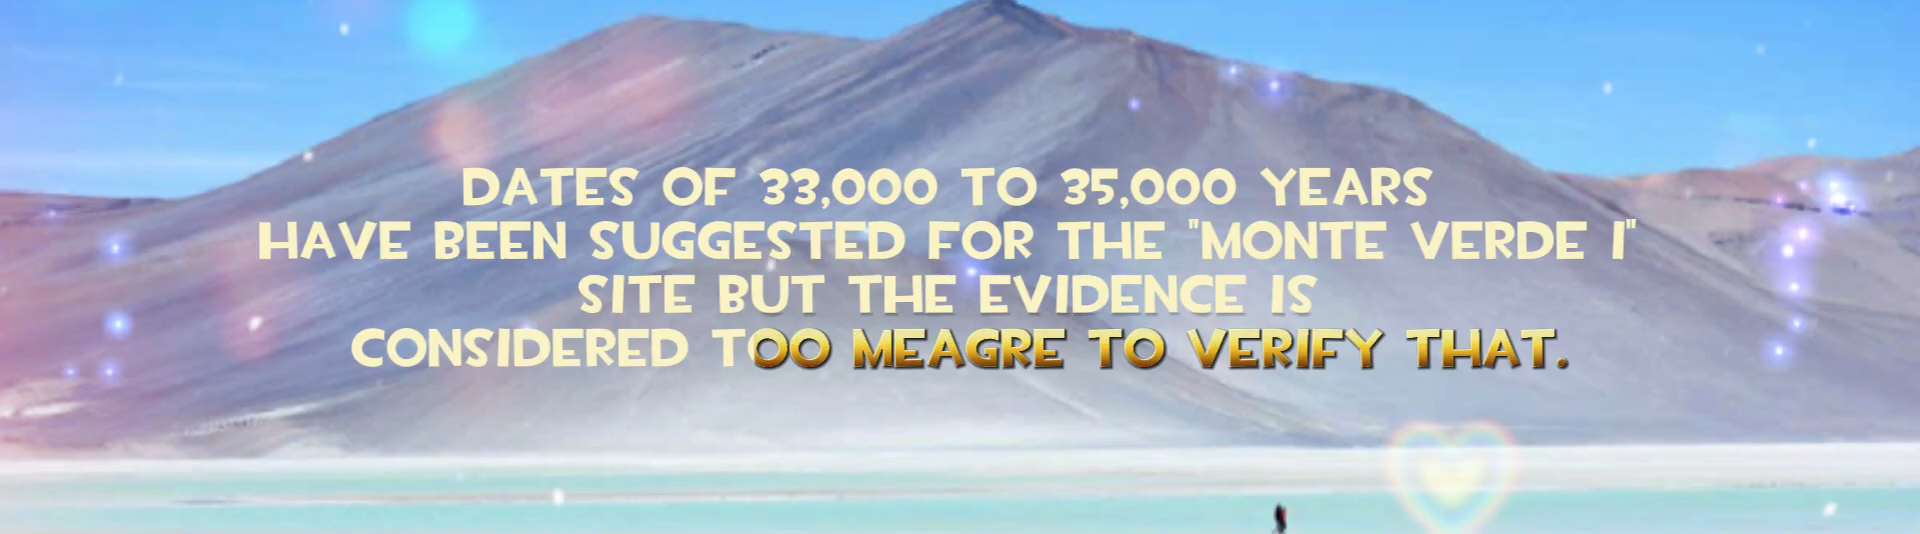 DATES OF 33,000 TO 35,000 YEARS
HAVE BEEN SUGGESTED FOR THE "MONTE VERDE I"
SITE BUT THE EVIDENCE IS
CONSIDERED TOO MEAGRE TO VERIFY THAT.